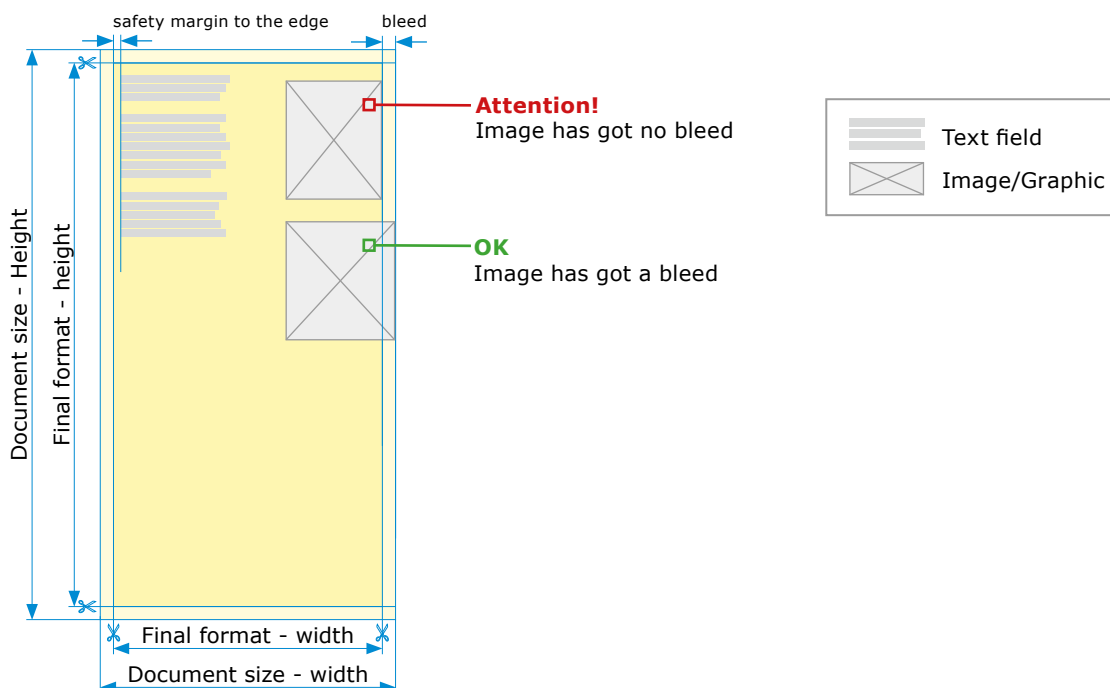 safety margin to the edge
bleed
Attention!
Image has got no bleed
Text field
Image/Graphic
OK
Image has got a bleed
Document size - Height
Final format - height
Final format - width
Document size - width